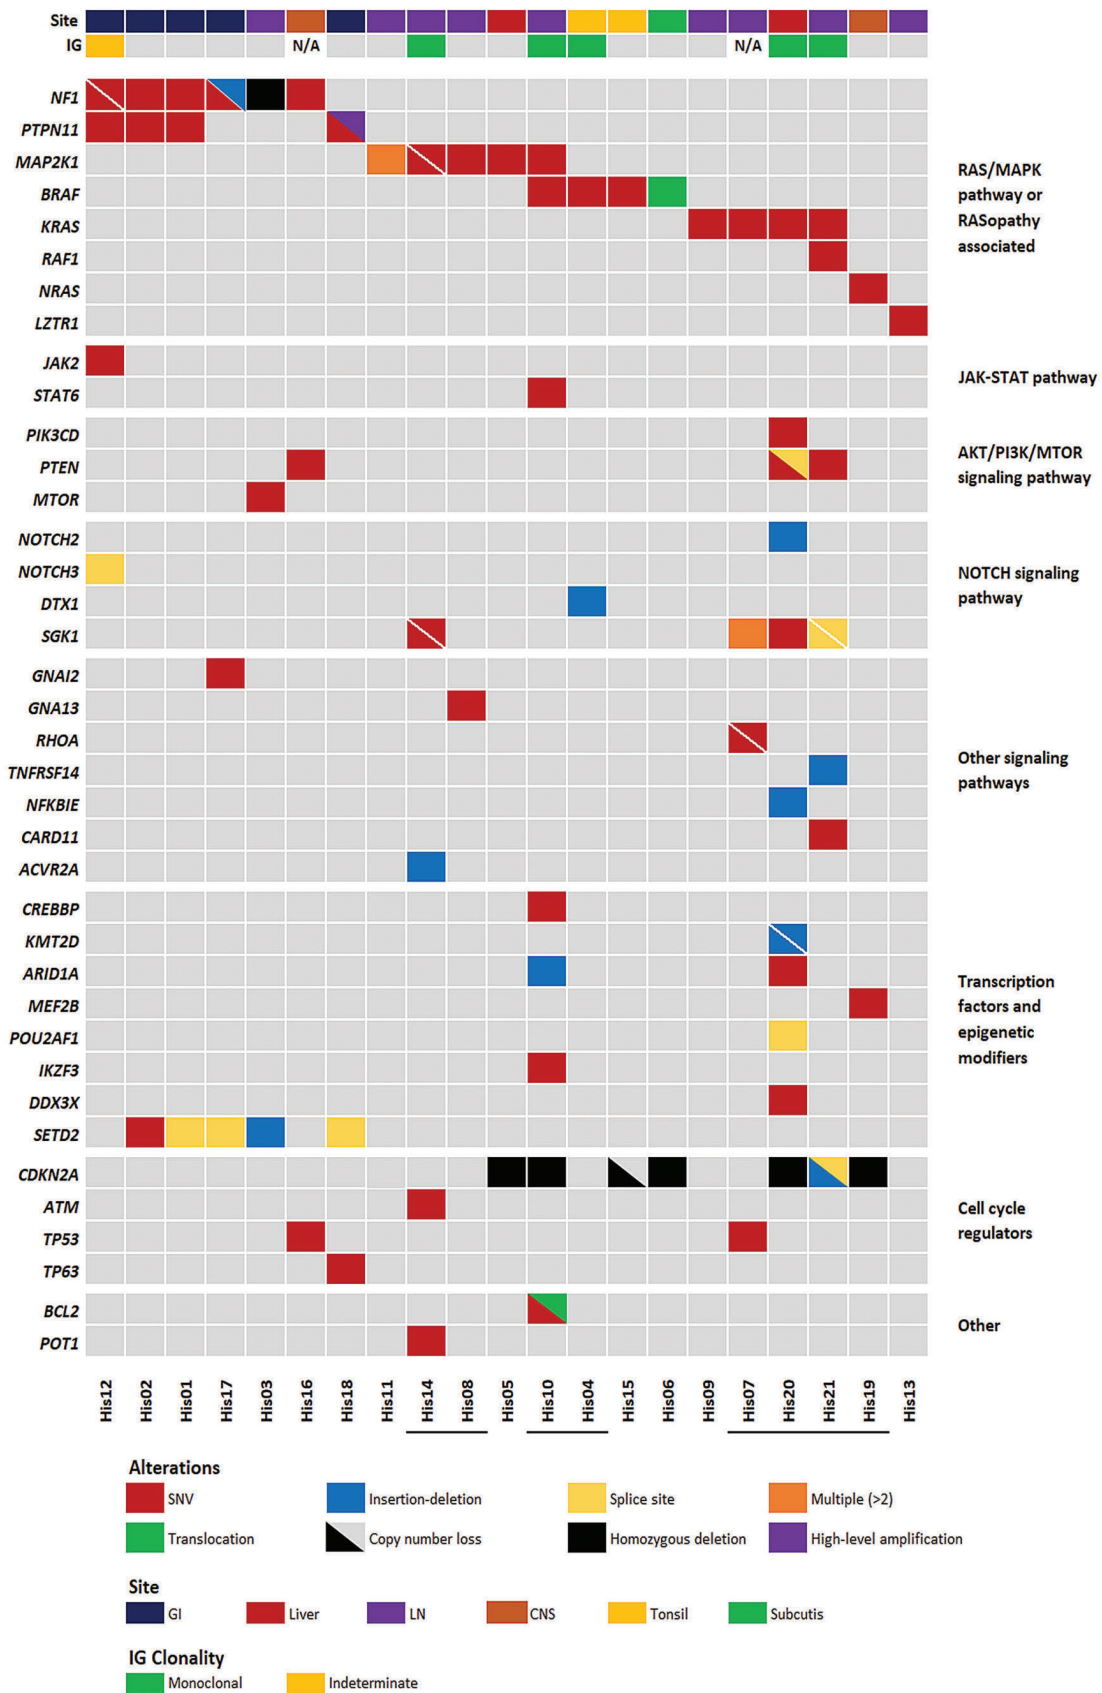 Site
IG N/A N/A
NF1
PTPN11
MAP2K1
BRAF
KRAS
RAF1
NRAS
LZTR1
RAS/MAPK
pathway or
RASopathy
associated
JAK2
STAT6
JAK-STAT pathway
PIK3CD
PTEN
MTOR
AKT/PI3K/MTOR
signaling pathway
NOTCH2
NOTCH3
DTX1
SGK1
NOTCH signaling
pathway
GNAI2
GNA13
RHOA
TNFRSF14
NFKBIE
CARD11
ACVR2A
Other signaling
pathways
CREBBP
KMT2D
ARID1A
MEF2B
POU2AF1
IKZF3
DDX3X
SETD2
Transcription
factors and
epigenetic
modifiers
CDKN2A
ATM
TP53
TP63
Cell cycle
regulators
BCL2
POT1
Other
His12
His02
His01
His17
His03
His16
His18
His11
His14
His08
His05
His10
His04
His15
His06
His09
His07
His20
His21
His19
His13
Alterations
SNV Insertion-deletion Splice site Multiple (>2)
Translocation Copy number loss Homozygous deletion High-level amplification
Site
GI Liver LN CNS Tonsil Subcutis
IG Clonality
Monoclonal Indeterminate